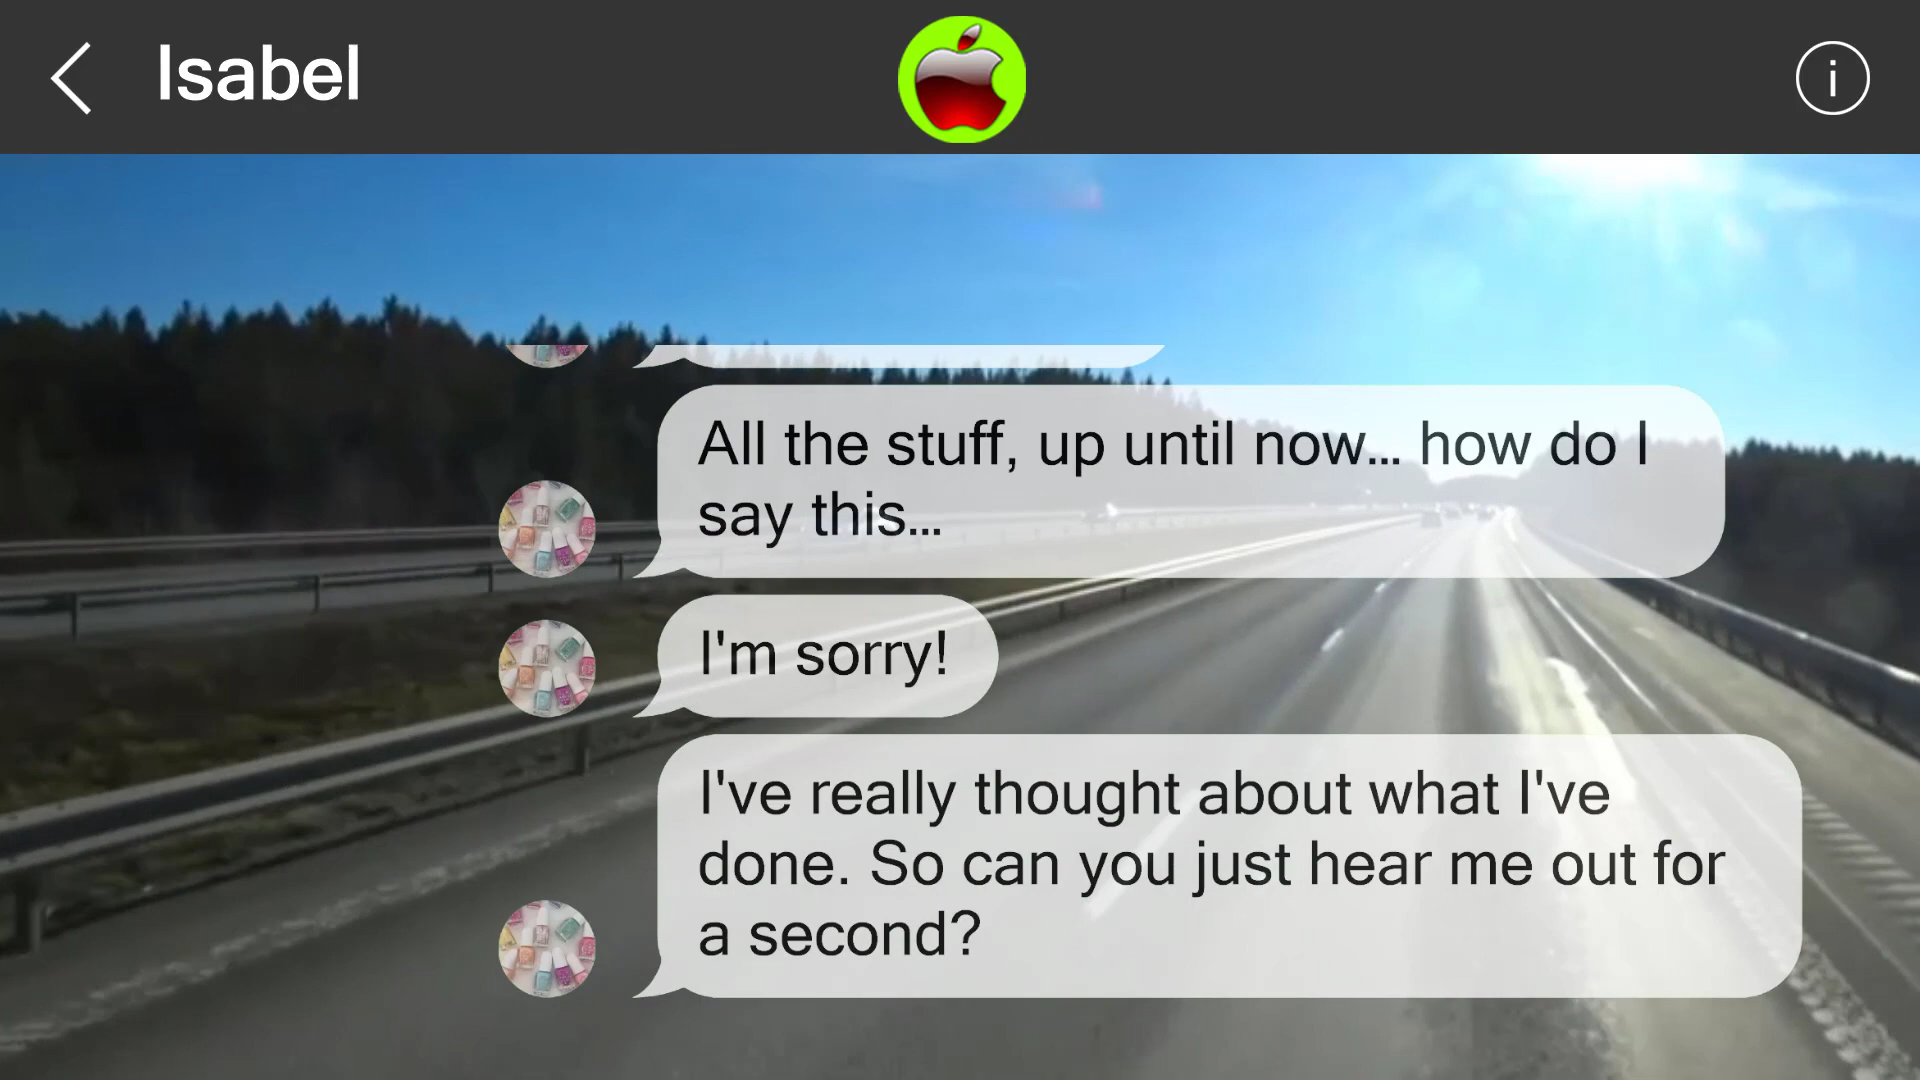 Isabel
i
All the stuff, up until now... how do I
say this...
I'm sorry!
I've really thought about what I've
done. So can you just hear me out for
a second?